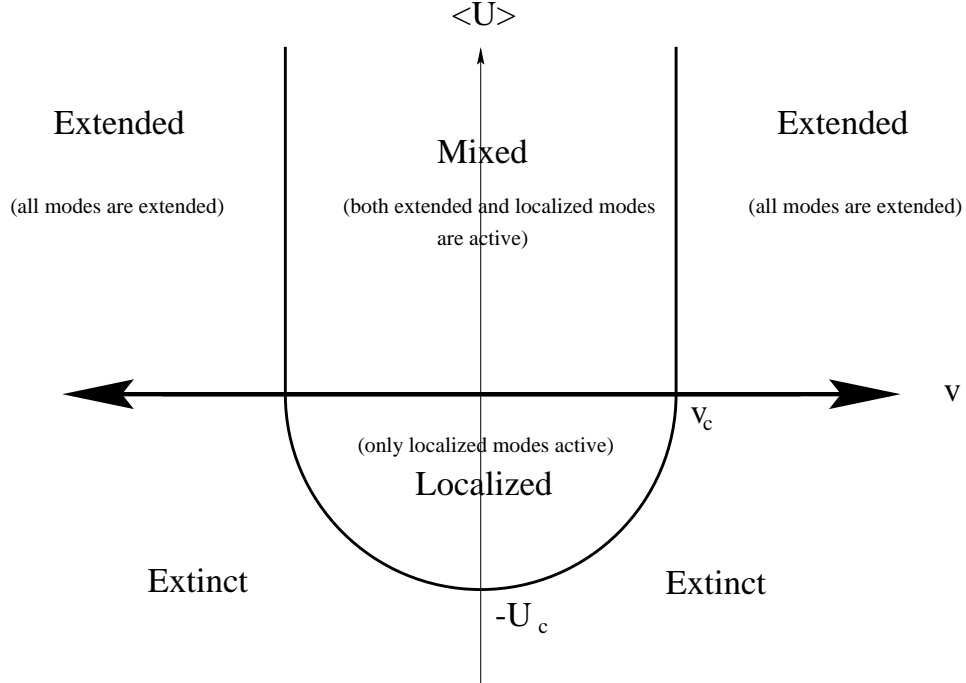 <U>
Extended
Mixed
Extended
(all modes are extended)
(both extended and localized modes
are active)
(all modes are extended)
v
v_c
(only localized modes active)
Localized
Extinct
Extinct
-U_c